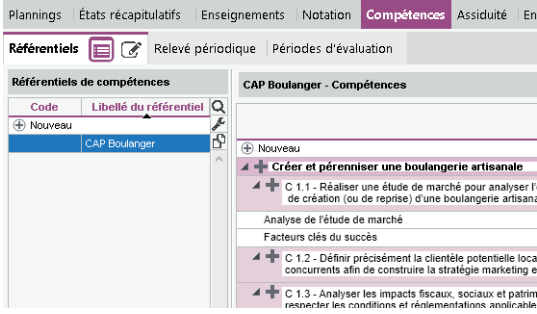 Plannings États récapitulatifs Enseignements Notation Compétences Assiduité En
Référentiels Relevé périodique Périodes d'évaluation
Référentiels de compétences
Code Libellé du référentiel
Nouveau
CAP Boulanger
CAP Boulanger - Compétences
Nouveau
Créer et pérenniser une boulangerie artisanale
C 1.1 - Réaliser une étude de marché pour analyser l'
de création (ou de reprise) d'une boulangerie artisana
Analyse de l'étude de marché
Facteurs clés du succès
C 1.2 - Définir précisément la clientèle potentielle loca
concurrents afin de construire la stratégie marketing e
C 1.3 - Analyser les impacts fiscaux, sociaux et patrim
respecter les conditions et réglementations applicable